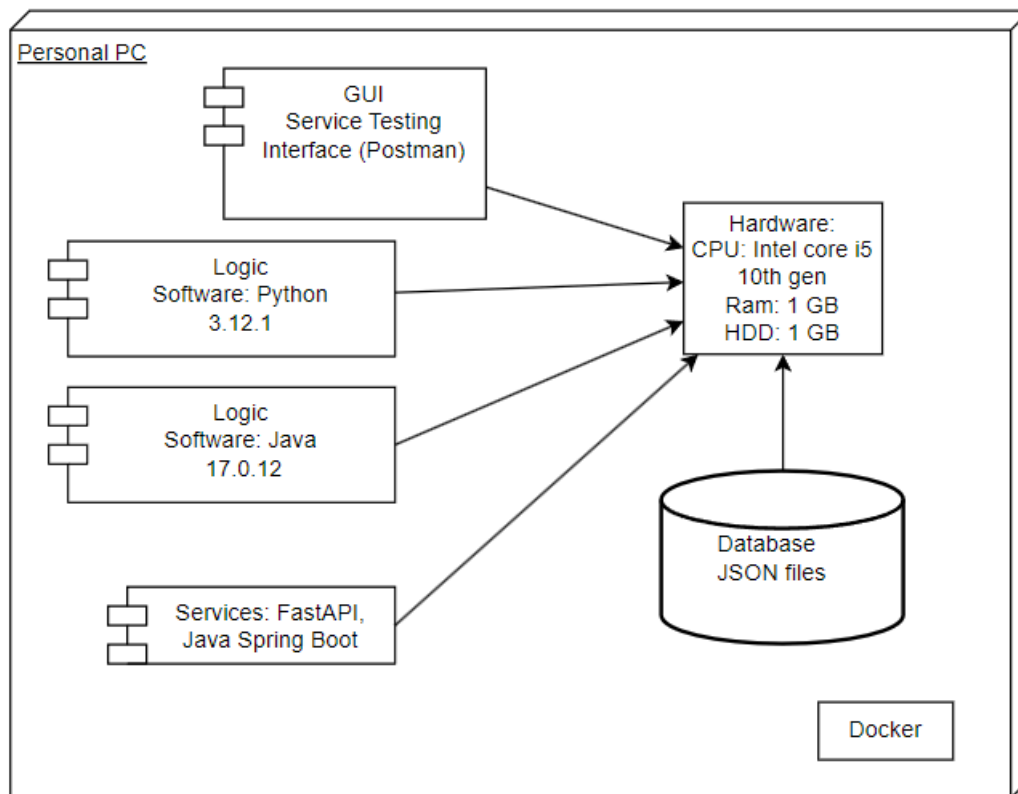 Personal PC
GUI
Service Testing
Interface (Postman)
Hardware:
CPU: Intel core i5
10th gen
Ram: 1 GB
HDD: 1 GB
Logic
Software: Python
3.12.1
Logic
Software: Java
17.0.12
Database
JSON files
Services: FastAPI,
Java Spring Boot
Docker